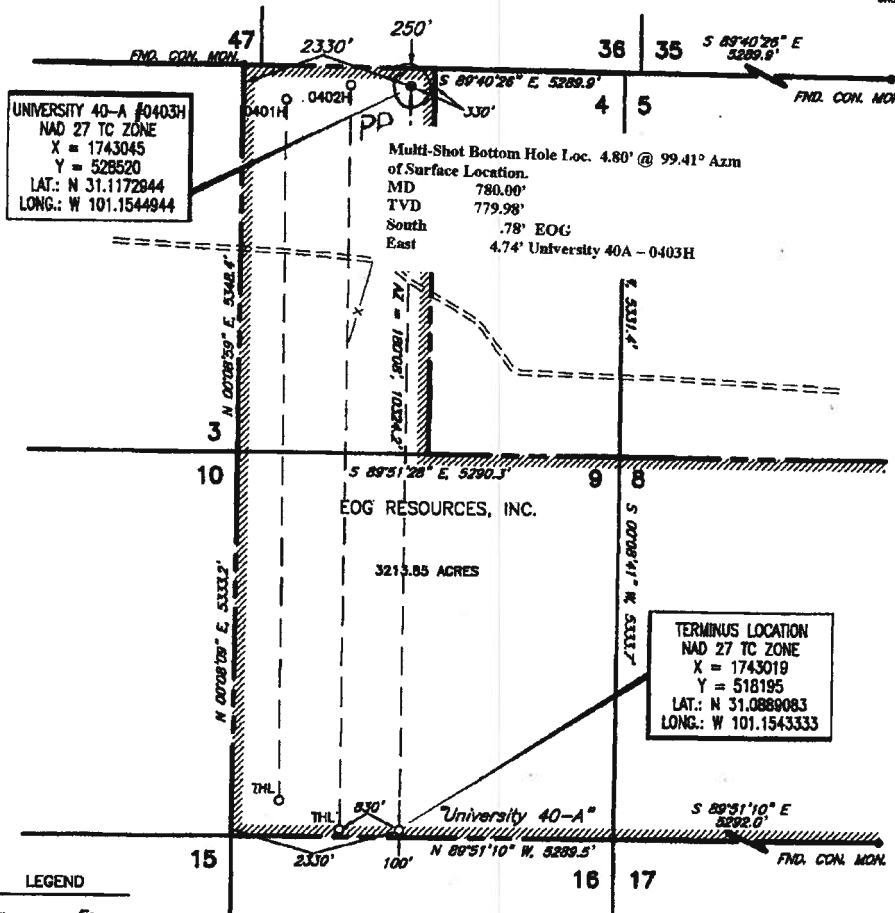 47
2330'
250'
36
35
S 89°40'26" E
5289.9'
FND. CON. MON.
S 89°40'26" E, 5289.9'
FND. CON. MON.
4
5
0401H
0402H
330'
PP
UNIVERSITY 40-A #0403H
NAD 27 TC ZONE
X = 1743045
Y = 528520
LAT.: N 31.1172944
LONG.: W 101.1544944
Multi-Shot Bottom Hole Loc. 4.80' @ 99.41° Azm
of Surface Location.
MD 780.00'
TVD 779.98'
South .78' EOG
East 4.74' University 40A – 0403H
N 00°08'59" E, 5348.4'
X
AZ = 180°08', 10324.2'
W, 5331.4'
3
10
S 89°51'28" E, 5290.3'
9
8
EOG RESOURCES, INC.
3213.85 ACRES
N 00°08'09" E, 5333.2'
S 00°08'41" W, 5333.7'
TERMINUS LOCATION
NAD 27 TC ZONE
X = 1743019
Y = 518195
LAT.: N 31.0889083
LONG.: W 101.1543333
THL
THL
830'
"University 40-A"
S 89°51'10" E
5292.0'
15
2330'
100'
N 89°51'10" W, 5289.5'
FND. CON. MON.
16
17
LEGEND